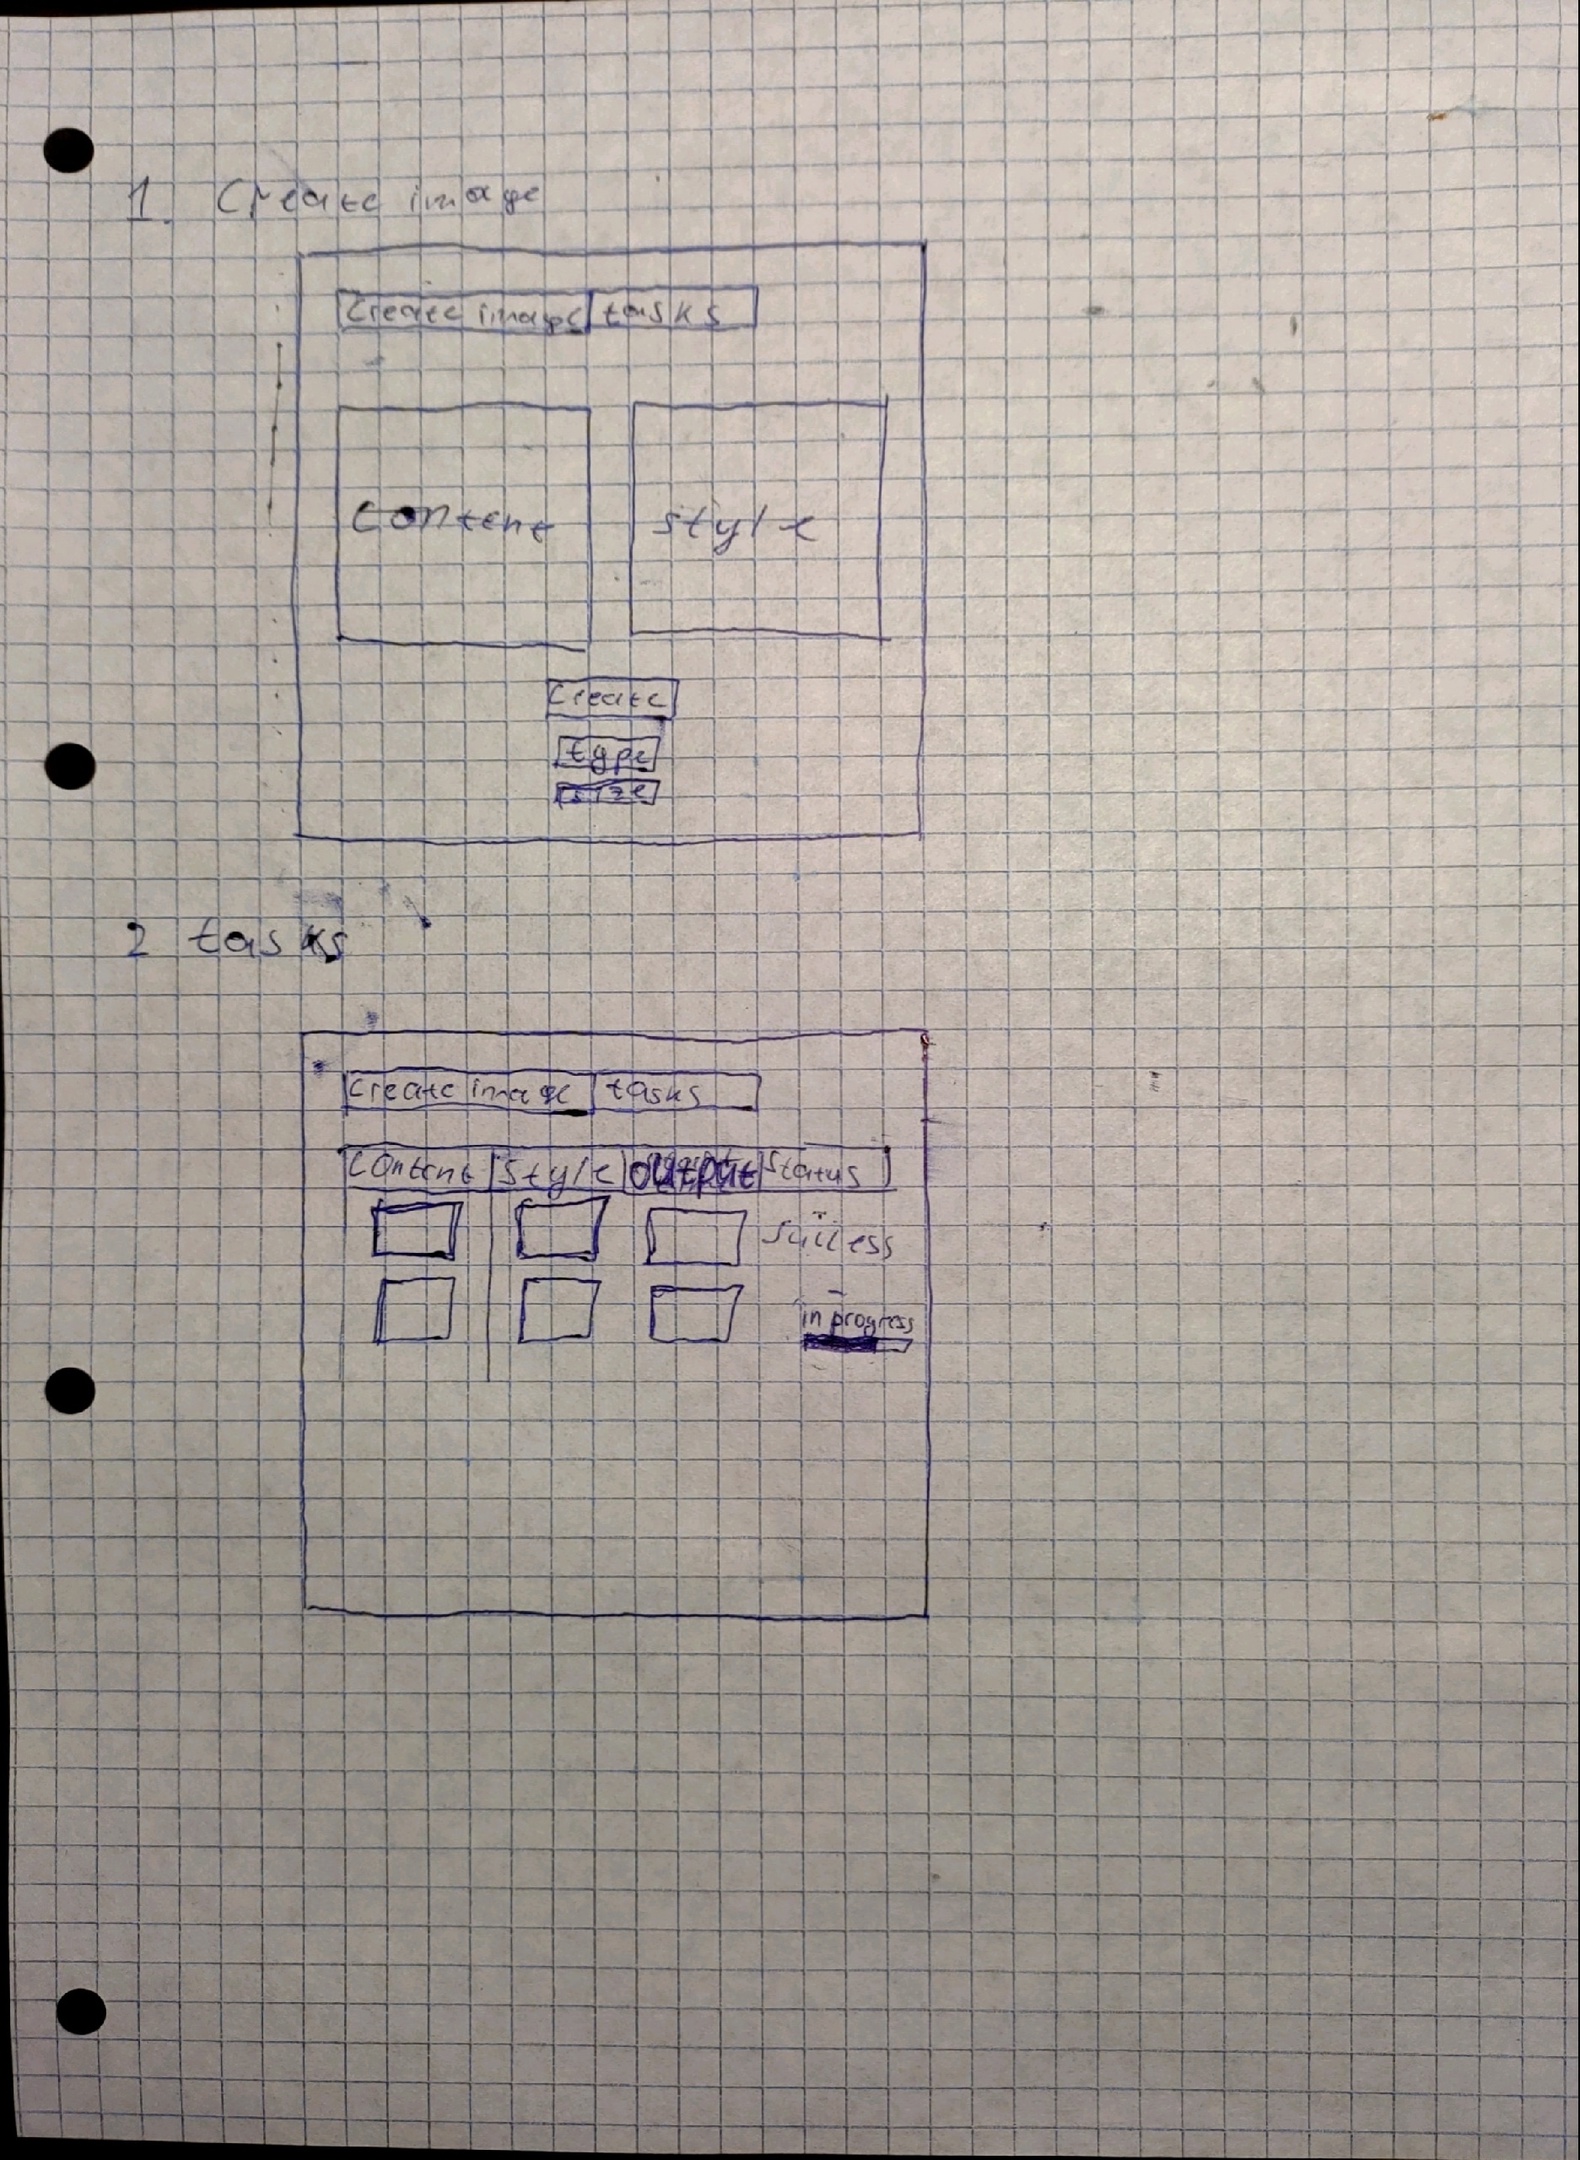 1. Create image
Create image tasks
Content style
Create
type
size
2 tasks
Create image tasks
Content style output status
success
in progress